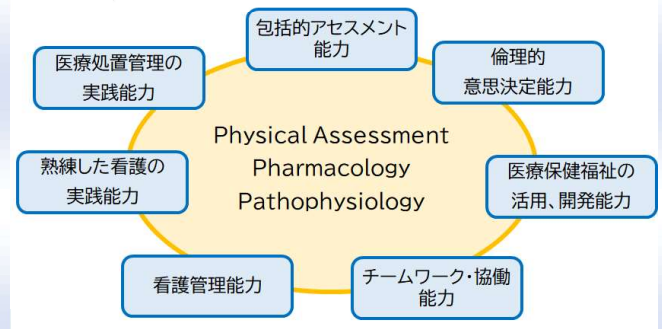 包括的アセスメント
能力
倫理的
意思決定能力
医療保健福祉の
活用、開発能力
チームワーク・協働
能力
看護管理能力
熟練した看護の
実践能力
医療処置管理の
実践能力
Physical Assessment
Pharmacology
Pathophysiology